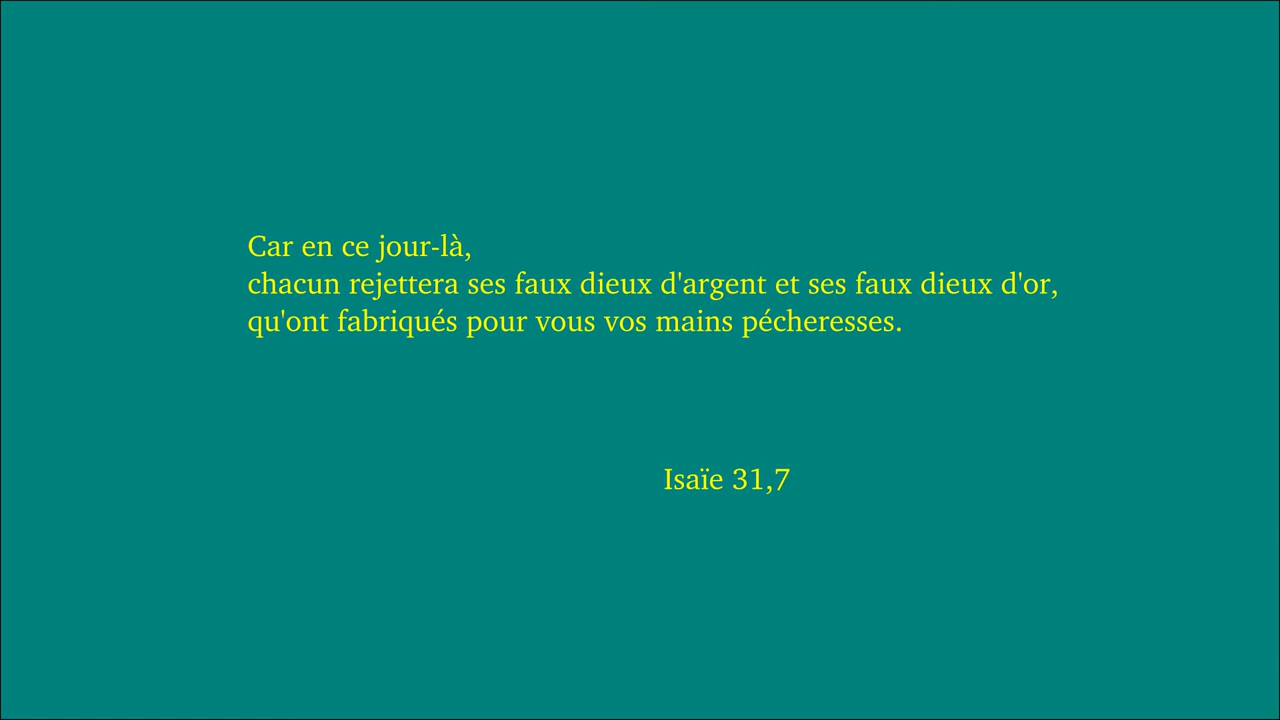 Car en ce jour-là,
chacun rejettera ses faux dieux d'argent et ses faux dieux d'or,
qu'ont fabriqués pour vous vos mains pécheresses.
Isaïe 31,7